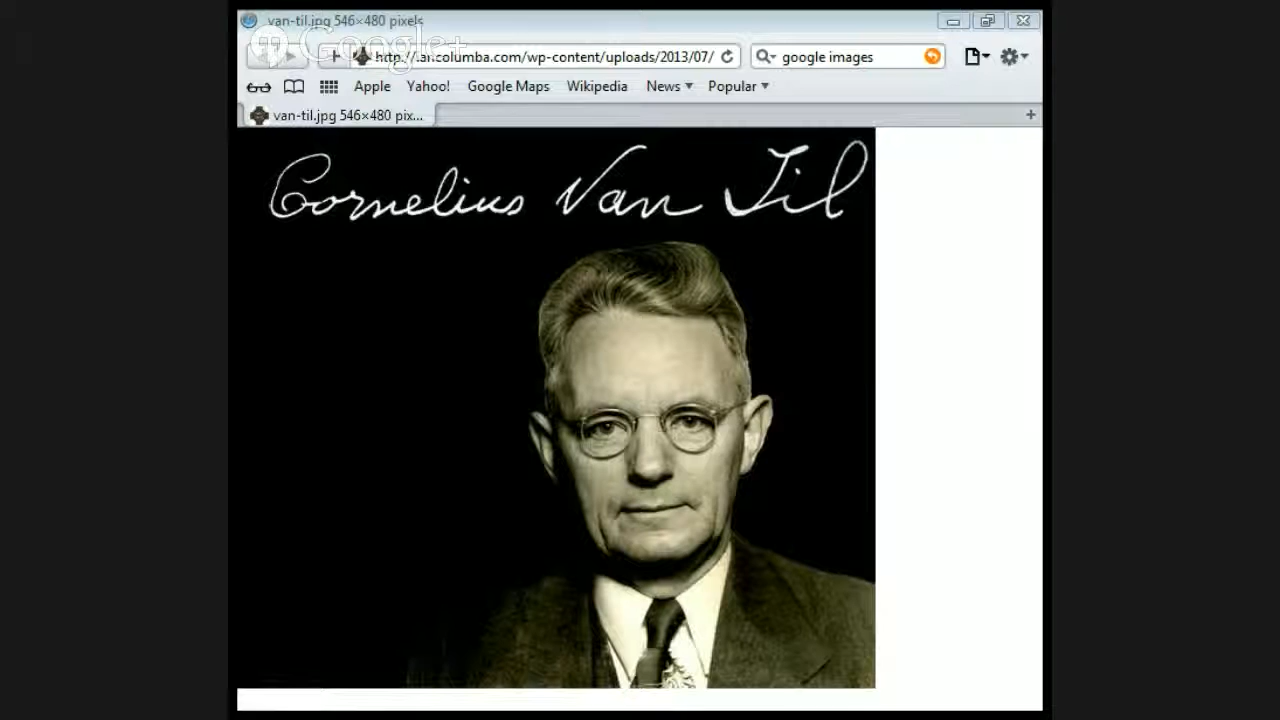 van-til.jpg 546×480 pixels
Google+
http://.ancolumba.com/wp-content/uploads/2013/07/
google images
Apple Yahoo! Google Maps Wikipedia News Popular
van-til.jpg 546×480 pix...
Cornelius Van Til